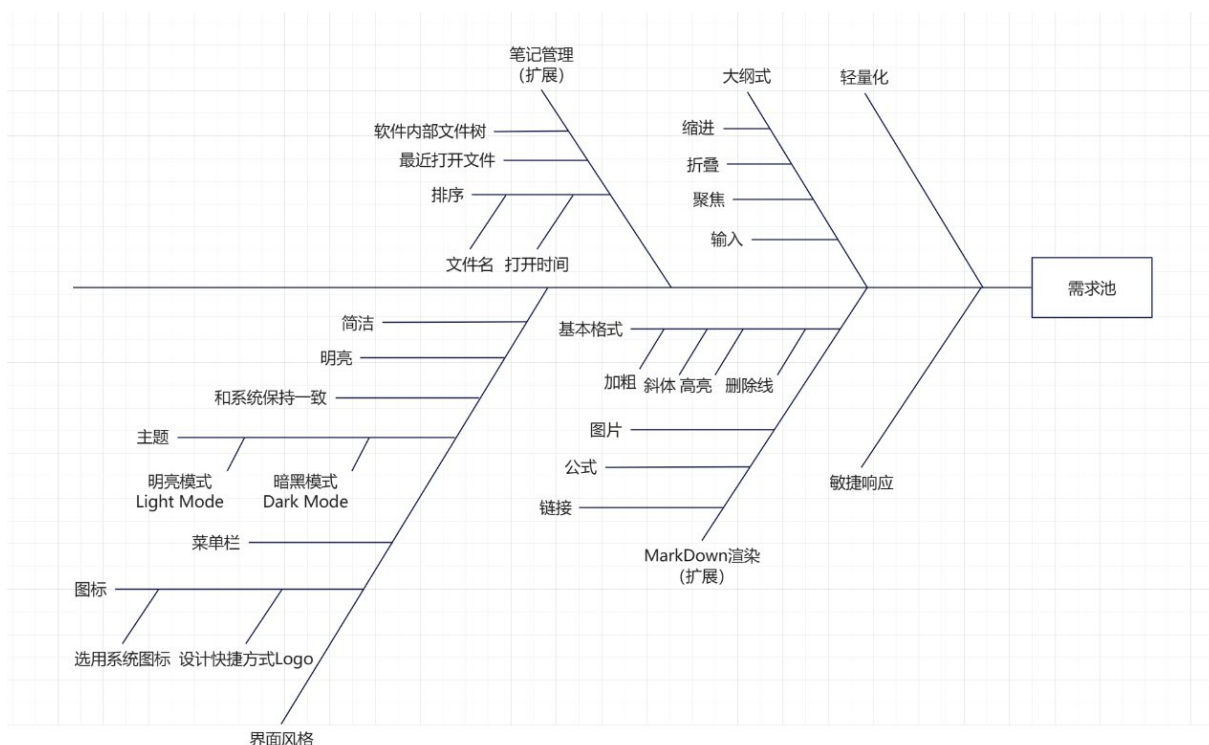 笔记管理
（扩展）
大纲式
轻量化
软件内部文件树
缩进
最近打开文件
折叠
排序
聚焦
输入
文件名
打开时间
需求池
简洁
基本格式
明亮
加粗
斜体
高亮
删除线
和系统保持一致
主题
图片
公式
明亮模式
Light Mode
暗黑模式
Dark Mode
敏捷响应
链接
菜单栏
MarkDown渲染
（扩展）
图标
选用系统图标
设计快捷方式Logo
界面风格